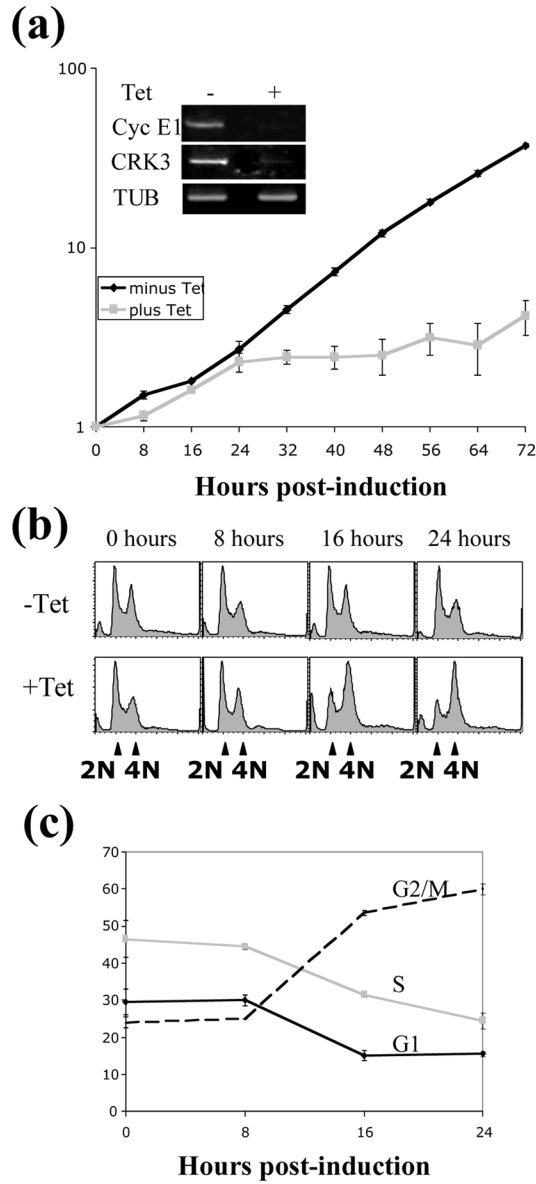 (a)
100
Tet - +
Cyc E1
CRK3
TUB
10
minus Tet
plus Tet
1
0 8 16 24 32 40 48 56 64 72
Hours post-induction
(b)
0 hours 8 hours 16 hours 24 hours
-Tet
+Tet
2N 4N 2N 4N 2N 4N 2N 4N
(c)
70
60
G2/M
50
40
S
30
20
G1
10
0
0 8 16 24
Hours post-induction